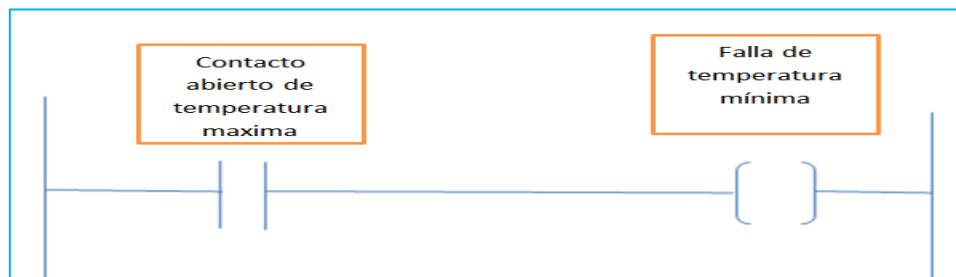 Contacto
abierto de
temperatura
maxima
Falla de
temperatura
mínima